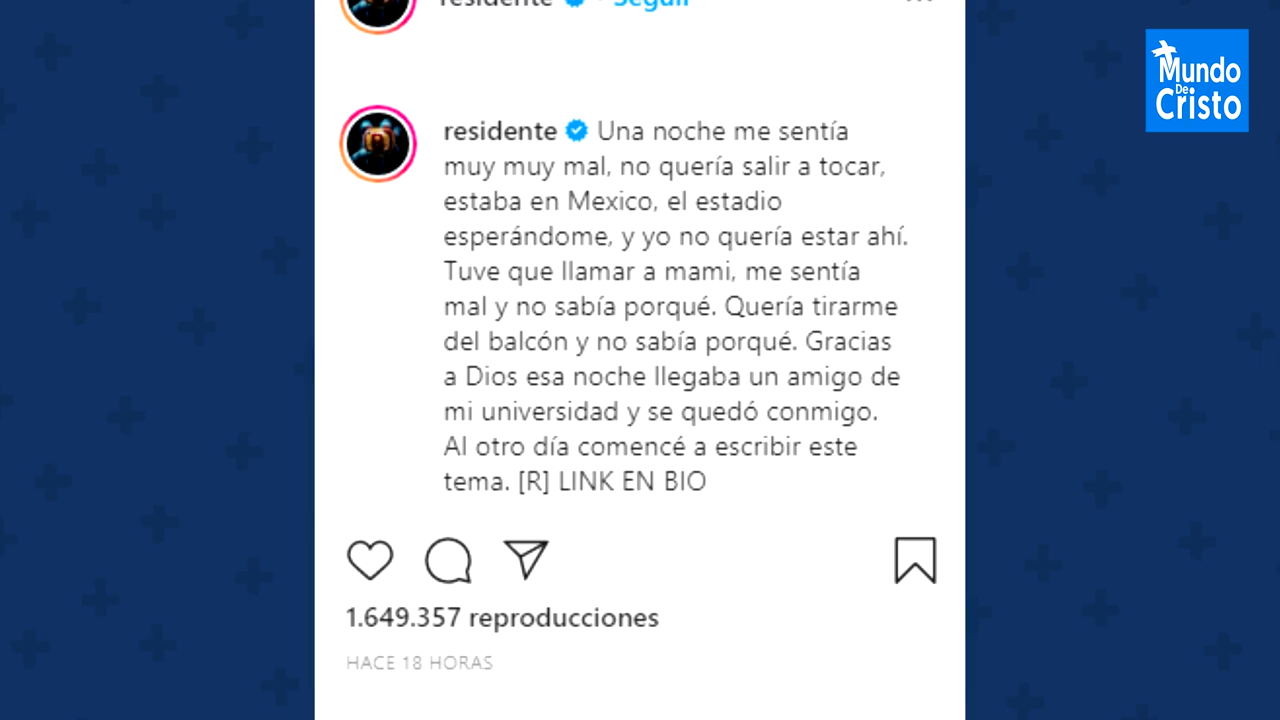 residente • Seguir
Mundo
De
Cristo
residente Una noche me sentía
muy muy mal, no quería salir a tocar,
estaba en Mexico, el estadio
esperándome, y yo no quería estar ahí.
Tuve que llamar a mami, me sentía
mal y no sabía porqué. Quería tirarme
del balcón y no sabía porqué. Gracias
a Dios esa noche llegaba un amigo de
mi universidad y se quedó conmigo.
Al otro día comencé a escribir este
tema. [R] LINK EN BIO
1.649.357 reproducciones
HACE 18 HORAS